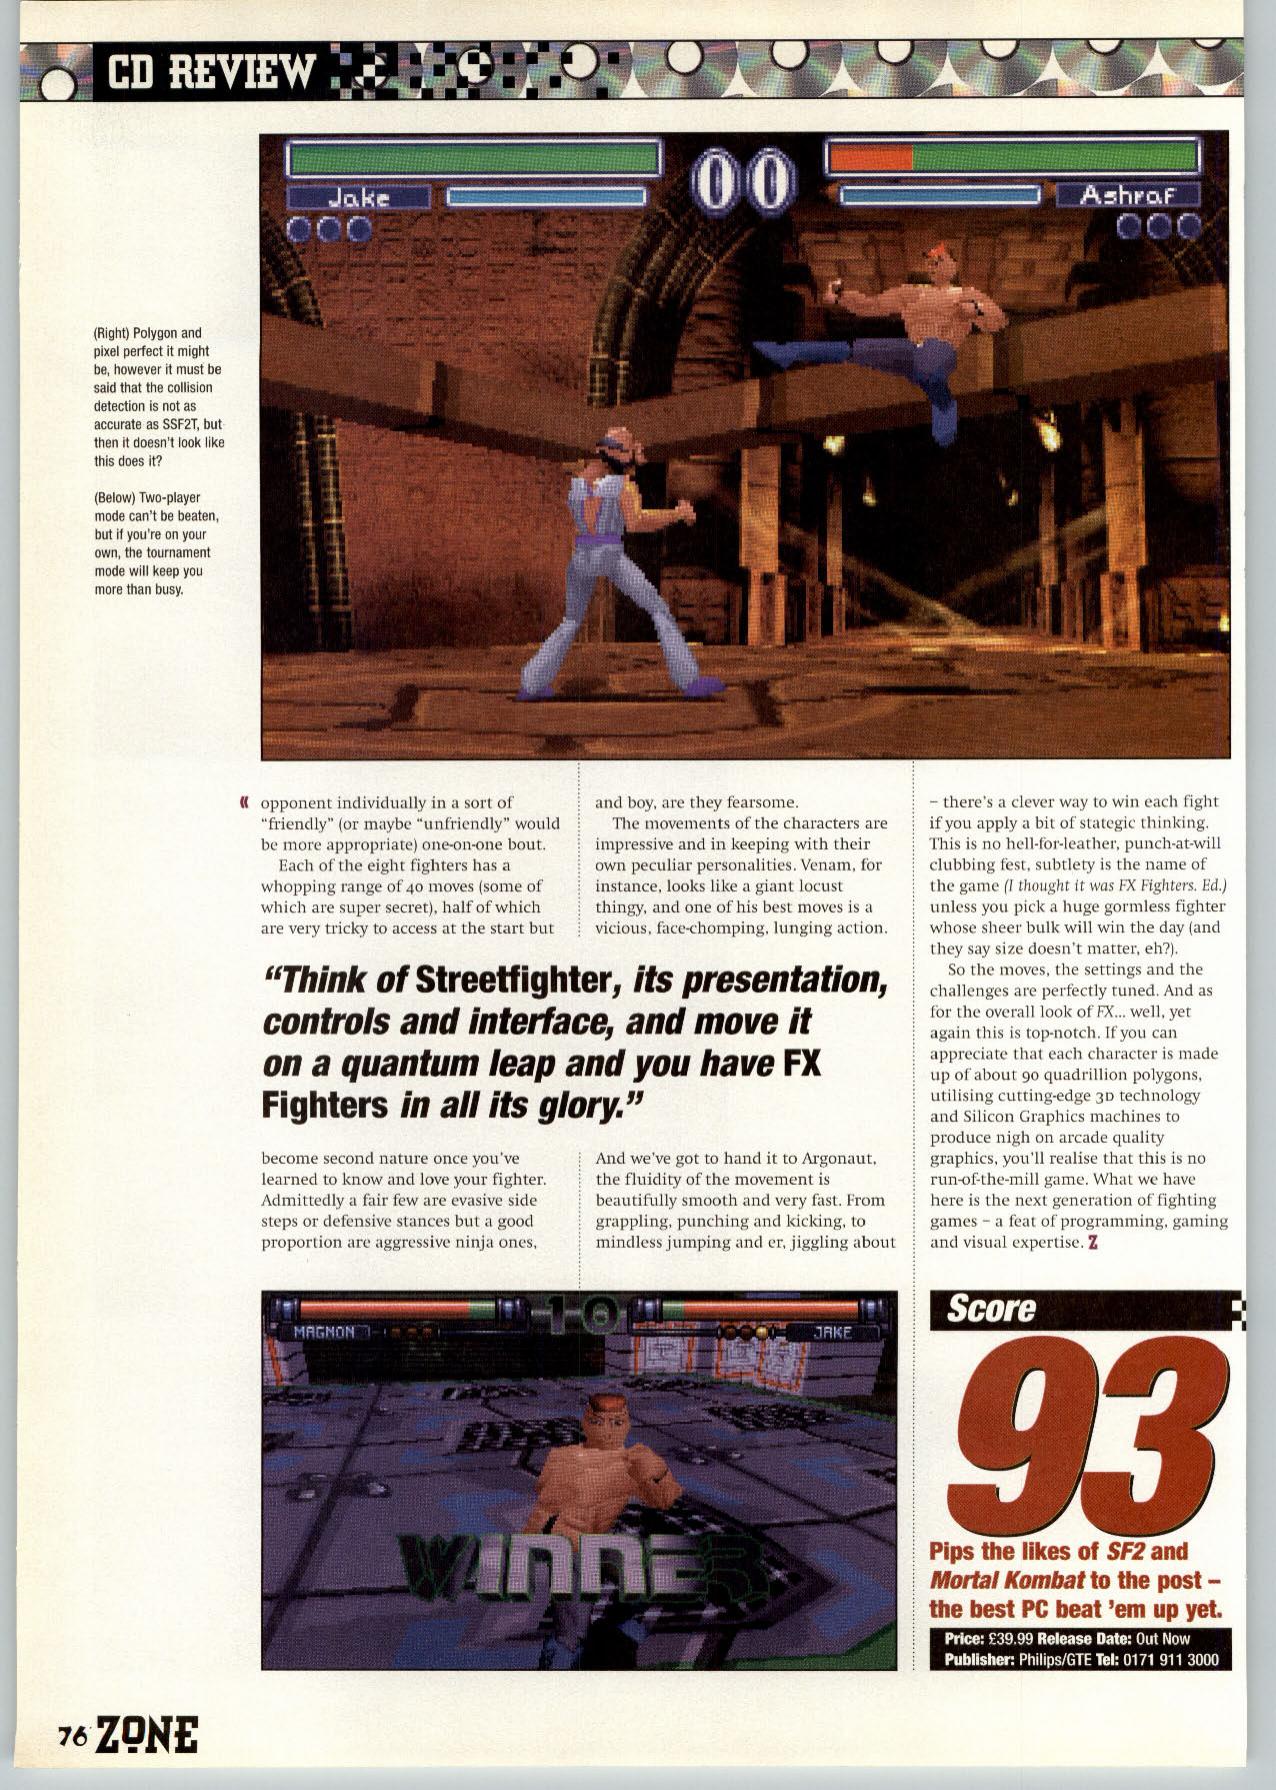 CD REVIEW
Jake
00
Ashraf
(Right) Polygon and
pixel perfect it might
be, however it must be
said that the collision
detection is not as
accurate as SSF2T, but
then it doesn't look like
this does it?
(Below) Two-player
mode can't be beaten,
but if you're on your
own, the tournament
mode will keep you
more than busy.
« opponent individually in a sort of
“friendly” (or maybe “unfriendly” would
be more appropriate) one-on-one bout.
Each of the eight fighters has a
whopping range of 40 moves (some of
which are super secret), half of which
are very tricky to access at the start but
become second nature once you've
learned to know and love your fighter.
Admittedly a fair few are evasive side
steps or defensive stances but a good
proportion are aggressive ninja ones,
and boy, are they fearsome.
The movements of the characters are
impressive and in keeping with their
own peculiar personalities. Venam, for
instance, looks like a giant locust
thingy, and one of his best moves is a
vicious, face-chomping, lunging action.
And we've got to hand it to Argonaut,
the fluidity of the movement is
beautifully smooth and very fast. From
grappling, punching and kicking, to
mindless jumping and er, jiggling about
– there's a clever way to win each fight
if you apply a bit of stategic thinking.
This is no hell-for-leather, punch-at-will
clubbing fest, subtlety is the name of
the game (I thought it was FX Fighters. Ed.)
unless you pick a huge gormless fighter
whose sheer bulk will win the day (and
they say size doesn't matter, eh?).
So the moves, the settings and the
challenges are perfectly tuned. And as
for the overall look of FX... well, yet
again this is top-notch. If you can
appreciate that each character is made
up of about 90 quadrillion polygons,
utilising cutting-edge 3D technology
and Silicon Graphics machines to
produce nigh on arcade quality
graphics, you'll realise that this is no
run-of-the-mill game. What we have
here is the next generation of fighting
games – a feat of programming, gaming
and visual expertise. Z
“Think of Streetfighter, its presentation,
controls and interface, and move it
on a quantum leap and you have FX
Fighters in all its glory.”
MAGNON
10
JAKE
WINNER
Score
93
Pips the likes of SF2 and
Mortal Kombat to the post –
the best PC beat 'em up yet.
Price: £39.99 Release Date: Out Now
Publisher: Philips/GTE Tel: 0171 911 3000
76 ZONE